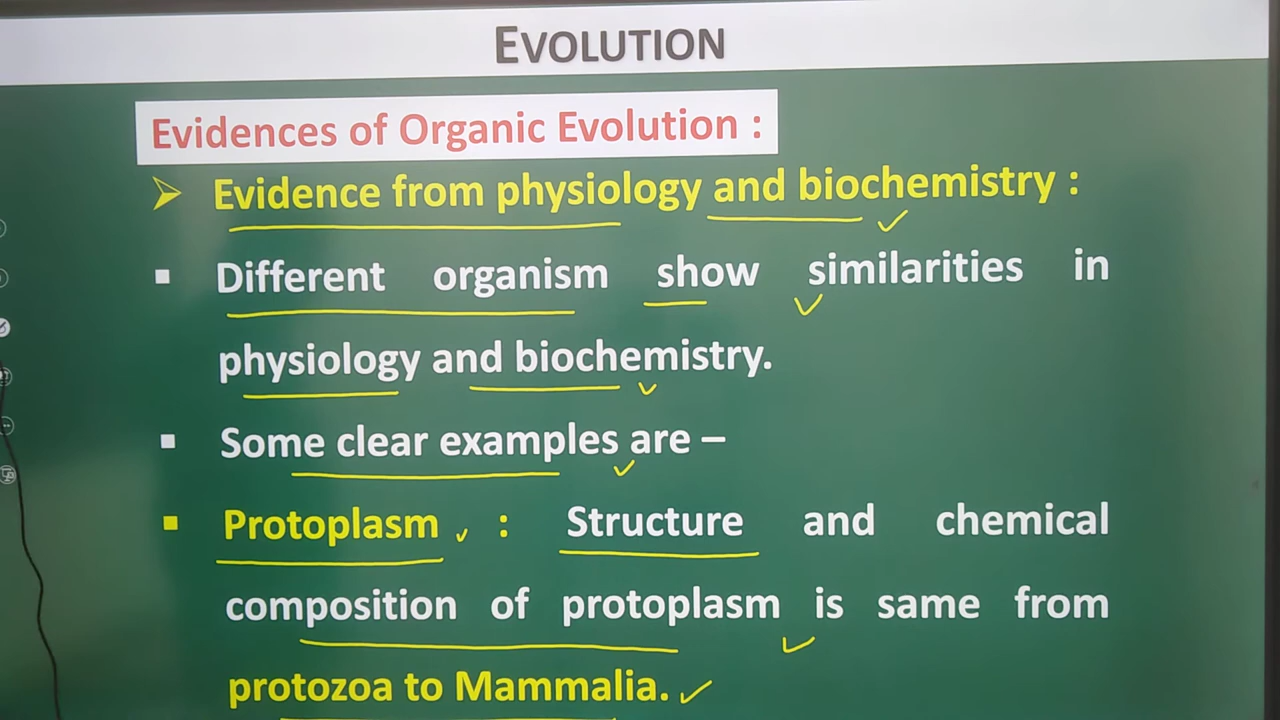 EVOLUTION
Evidences of Organic Evolution :
➢ Evidence from physiology and biochemistry :
▪ Different organism show similarities in
physiology and biochemistry.
▪ Some clear examples are –
▪ Protoplasm : Structure and chemical
composition of protoplasm is same from
protozoa to Mammalia.